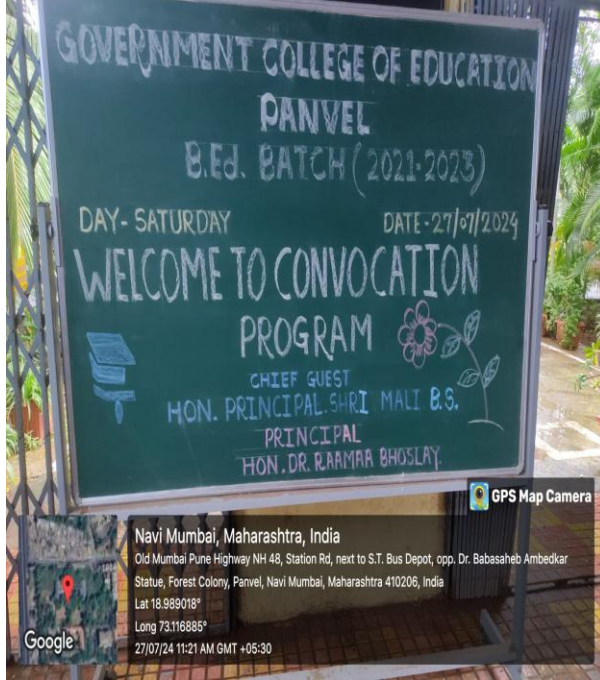 GOVERNMENT COLLEGE OF EDUCATION
PANVEL
B.Ed. BATCH (2021-2023)
DAY- SATURDAY DATE-27/07/2024
WELCOME TO CONVOCATION
PROGRAM
CHIEF GUEST
HON. PRINCIPAL. SHRI. MALI B.S.
PRINCIPAL
HON. DR. RAAMAA BHOSLAY.
GPS Map Camera
Navi Mumbai, Maharashtra, India
Old Mumbai Pune Highway NH 48, Station Rd, next to S.T. Bus Depot, opp. Dr. Babasaheb Ambedkar
Statue, Forest Colony, Panvel, Navi Mumbai, Maharashtra 410206, India
Lat 18.989018°
Long 73.116885°
27/07/24 11:21 AM GMT +05:30
Google